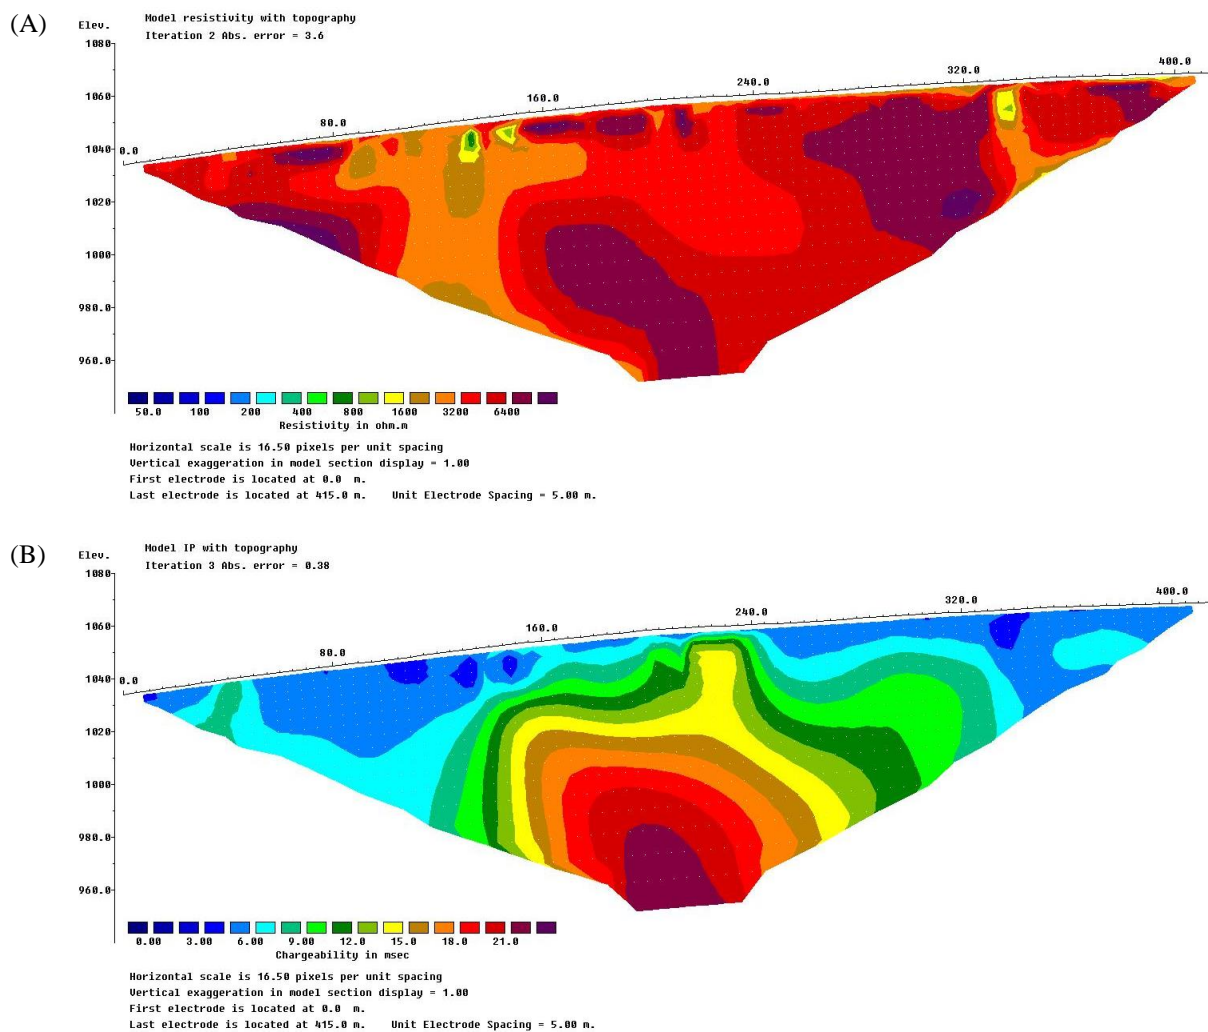 (A)
Elev.
Model resistivity with topography
Iteration 2 Abs. error = 3.6
1080
1060
1040
1020
1000
980.0
960.0
0.0
80.0
160.0
240.0
320.0
400.0
50.0 100 200 400 800 1600 3200 6400
Resistivity in ohm.m
Horizontal scale is 16.50 pixels per unit spacing
Vertical exaggeration in model section display = 1.00
First electrode is located at 0.0 m.
Last electrode is located at 415.0 m. Unit Electrode Spacing = 5.00 m.
(B)
Elev.
Model IP with topography
Iteration 3 Abs. error = 0.38
1080
1060
1040
1020
1000
980.0
960.0
0.0
80.0
160.0
240.0
320.0
400.0
0.00 3.00 6.00 9.00 12.0 15.0 18.0 21.0
Chargeability in msec
Horizontal scale is 16.50 pixels per unit spacing
Vertical exaggeration in model section display = 1.00
First electrode is located at 0.0 m.
Last electrode is located at 415.0 m. Unit Electrode Spacing = 5.00 m.